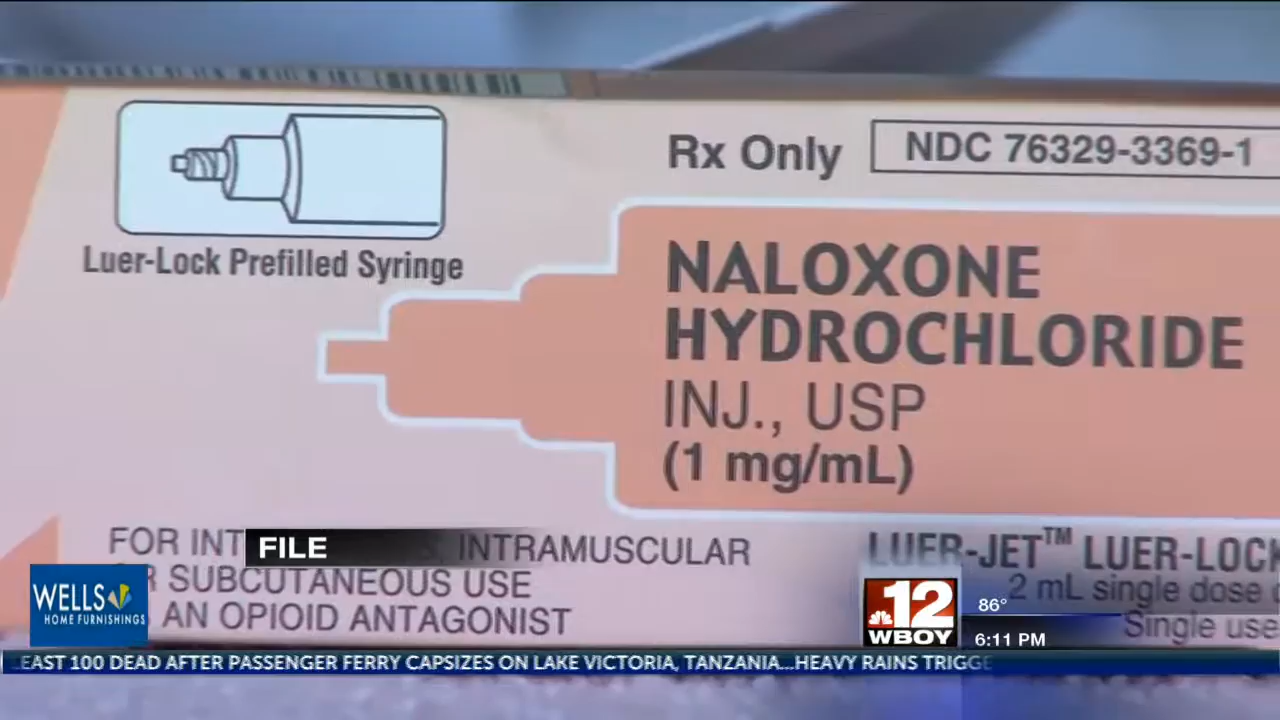 Rx Only
NDC 76329-3369-1
Luer-Lock Prefilled Syringe
NALOXONE
HYDROCHLORIDE
INJ., USP
(1 mg/mL)
FOR INT
INTRAMUSCULAR
SUBCUTANEOUS USE
AN OPIOID ANTAGONIST
LUER-JET™ LUER-LOCK
2 mL single dose
Single use
FILE
WELLS
HOME FURNISHINGS
12
WBOY
86°
6:11 PM
EAST 100 DEAD AFTER PASSENGER FERRY CAPSIZES ON LAKE VICTORIA, TANZANIA...HEAVY RAINS TRIGGE